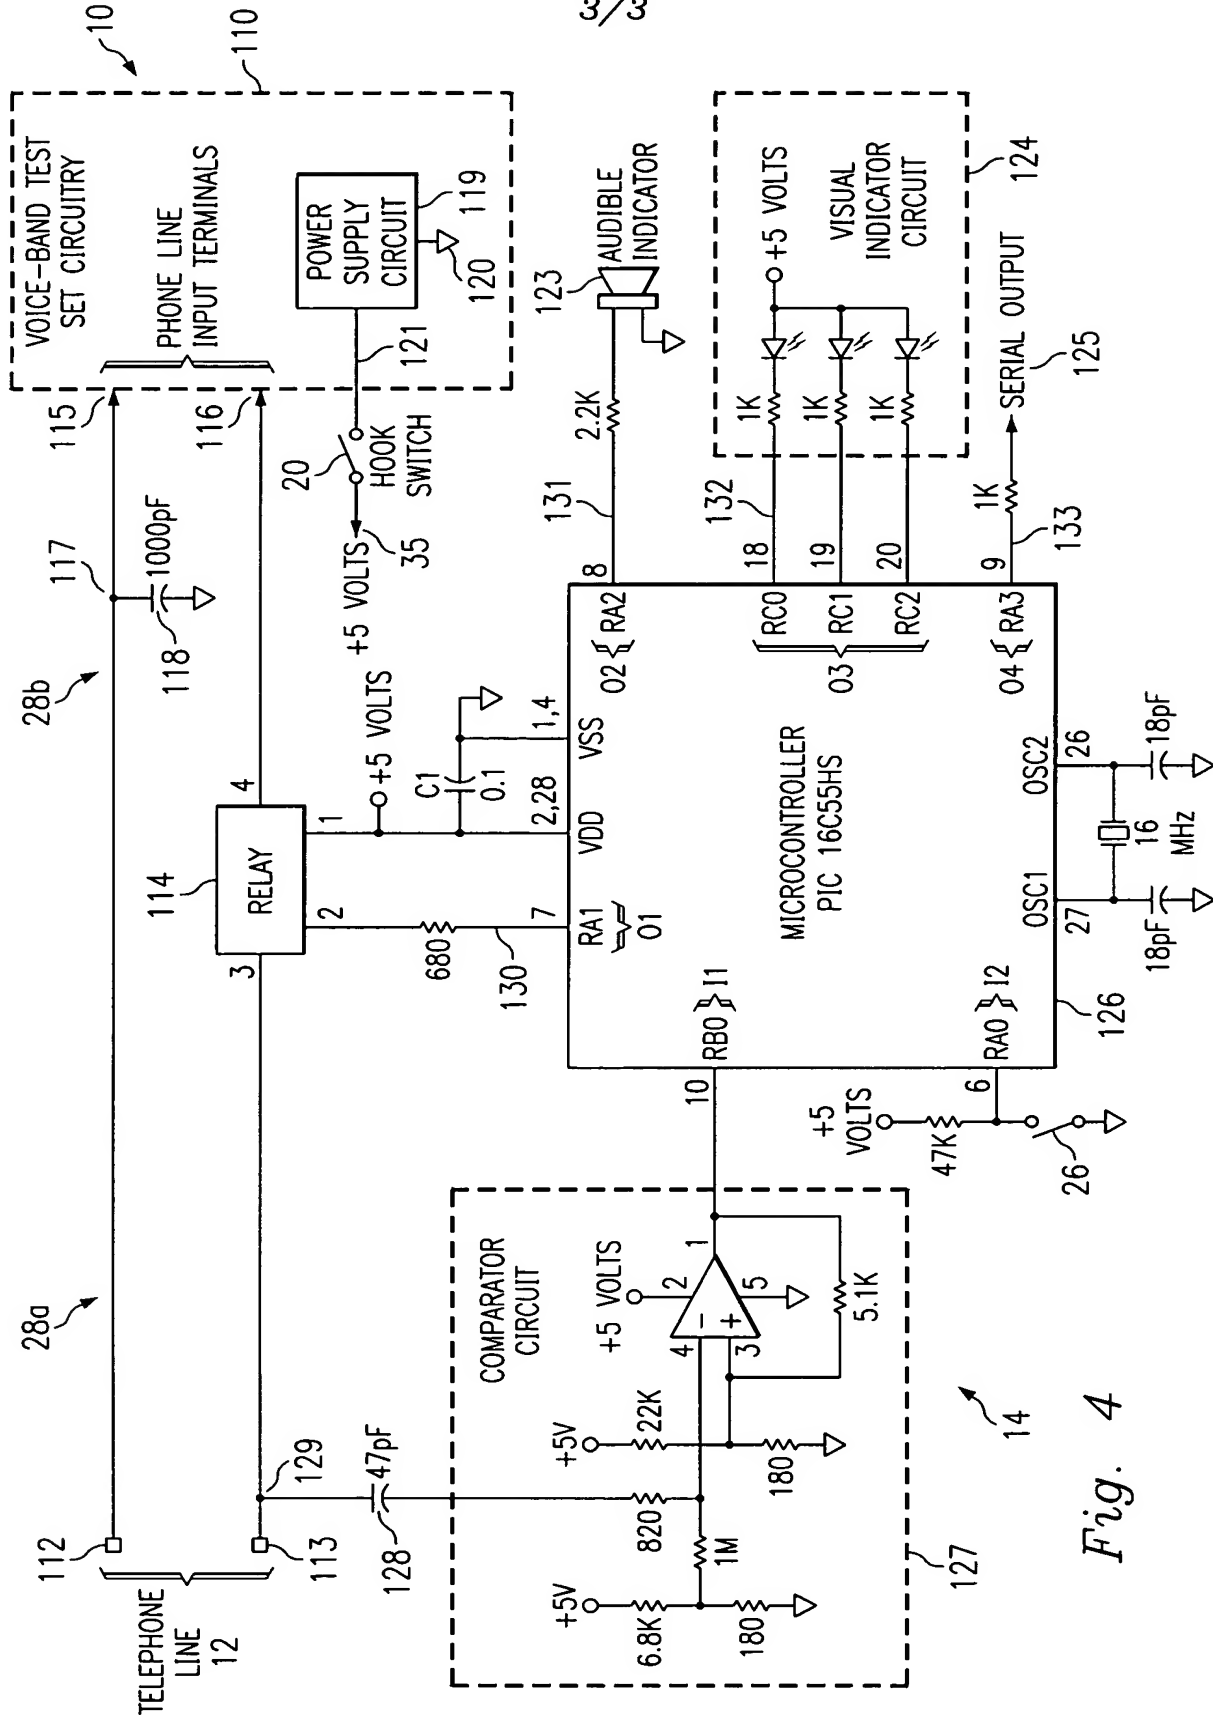 3/3
10
110
VOICE-BAND TEST
SET CIRCUITRY
PHONE LINE
INPUT TERMINALS
POWER
SUPPLY
CIRCUIT
119
120
121
115
116
20
HOOK
SWITCH
+5 VOLTS
35
117
1000pF
118
28b
28a
TELEPHONE
LINE
12
112
113
129
47pF
128
114
RELAY
3
4
1
2
680
130
+5 VOLTS
C1
0.1
1,4
2,28
7
VDD
VSS
RA1
O1
MICROCONTROLLER
PIC 16C55HS
RB0
I1
10
RA0
I2
6
OSC1
27
OSC2
26
16
MHz
18pF
18pF
126
RA2
O2
8
131
2.2K
123
AUDIBLE
INDICATOR
RC0
RC1
RC2
O3
18
19
20
132
1K
1K
1K
+5 VOLTS
VISUAL
INDICATOR
CIRCUIT
124
RA3
O4
9
133
1K
SERIAL OUTPUT
125
+5
VOLTS
47K
26
COMPARATOR
CIRCUIT
+5 VOLTS
2
1
4
-
+
3
5
5.1K
+5V
22K
180
820
1M
+5V
6.8K
180
127
14
Fig. 4